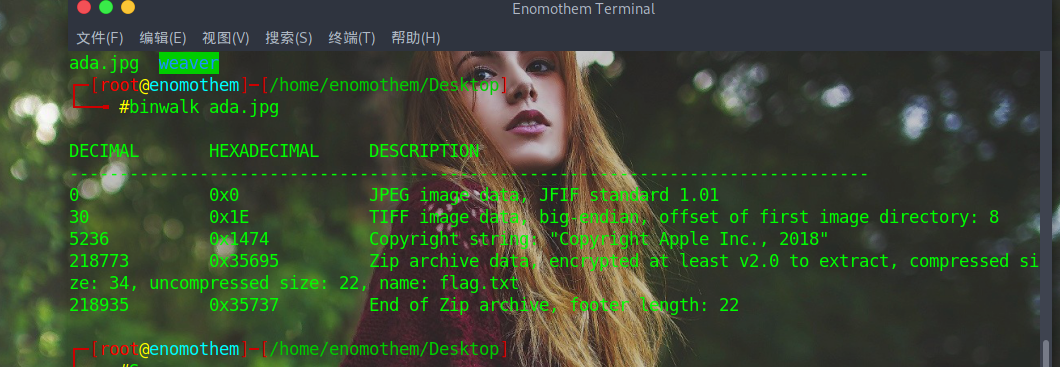 Enomothem Terminal
文件(F) 编辑(E) 视图(V) 搜索(S) 终端(T) 帮助(H)
ada.jpg weaver
[root@enomothem]-[/home/enomothem/Desktop]
#binwalk ada.jpg
DECIMAL HEXADECIMAL DESCRIPTION
--------------------------------------------------------------------------------
0 0x0 JPEG image data, JFIF standard 1.01
30 0x1E TIFF image data, big-endian, offset of first image directory: 8
5236 0x1474 Copyright string: "Copyright Apple Inc., 2018"
218773 0x35695 Zip archive data, encrypted at least v2.0 to extract, compressed si
ze: 34, uncompressed size: 22, name: flag.txt
218935 0x35737 End of Zip archive, footer length: 22
[root@enomothem]-[/home/enomothem/Desktop]